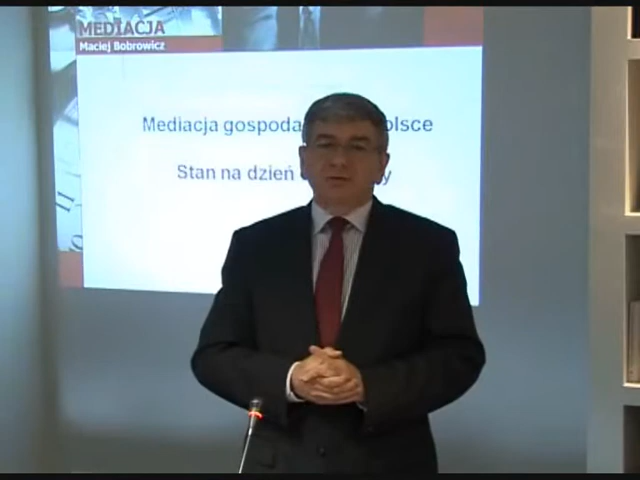 MEDIACJA
Maciej Bobrowicz
Mediacja gospoda olsce
Stan na dzień y